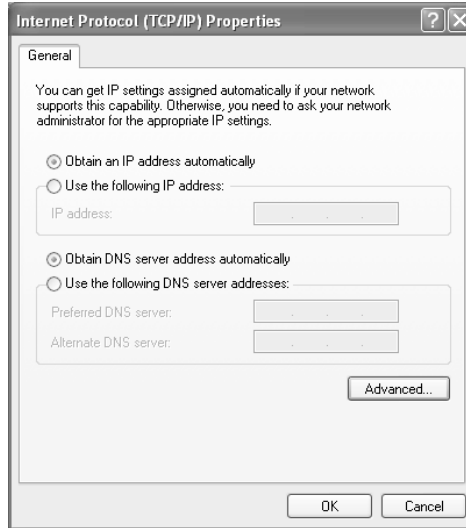 Internet Protocol (TCP/IP) Properties
General
You can get IP settings assigned automatically if your network
supports this capability. Otherwise, you need to ask your network
administrator for the appropriate IP settings.
Obtain an IP address automatically
Use the following IP address:
IP address:
Obtain DNS server address automatically
Use the following DNS server addresses:
Preferred DNS server:
Alternate DNS server:
Advanced...
OK
Cancel